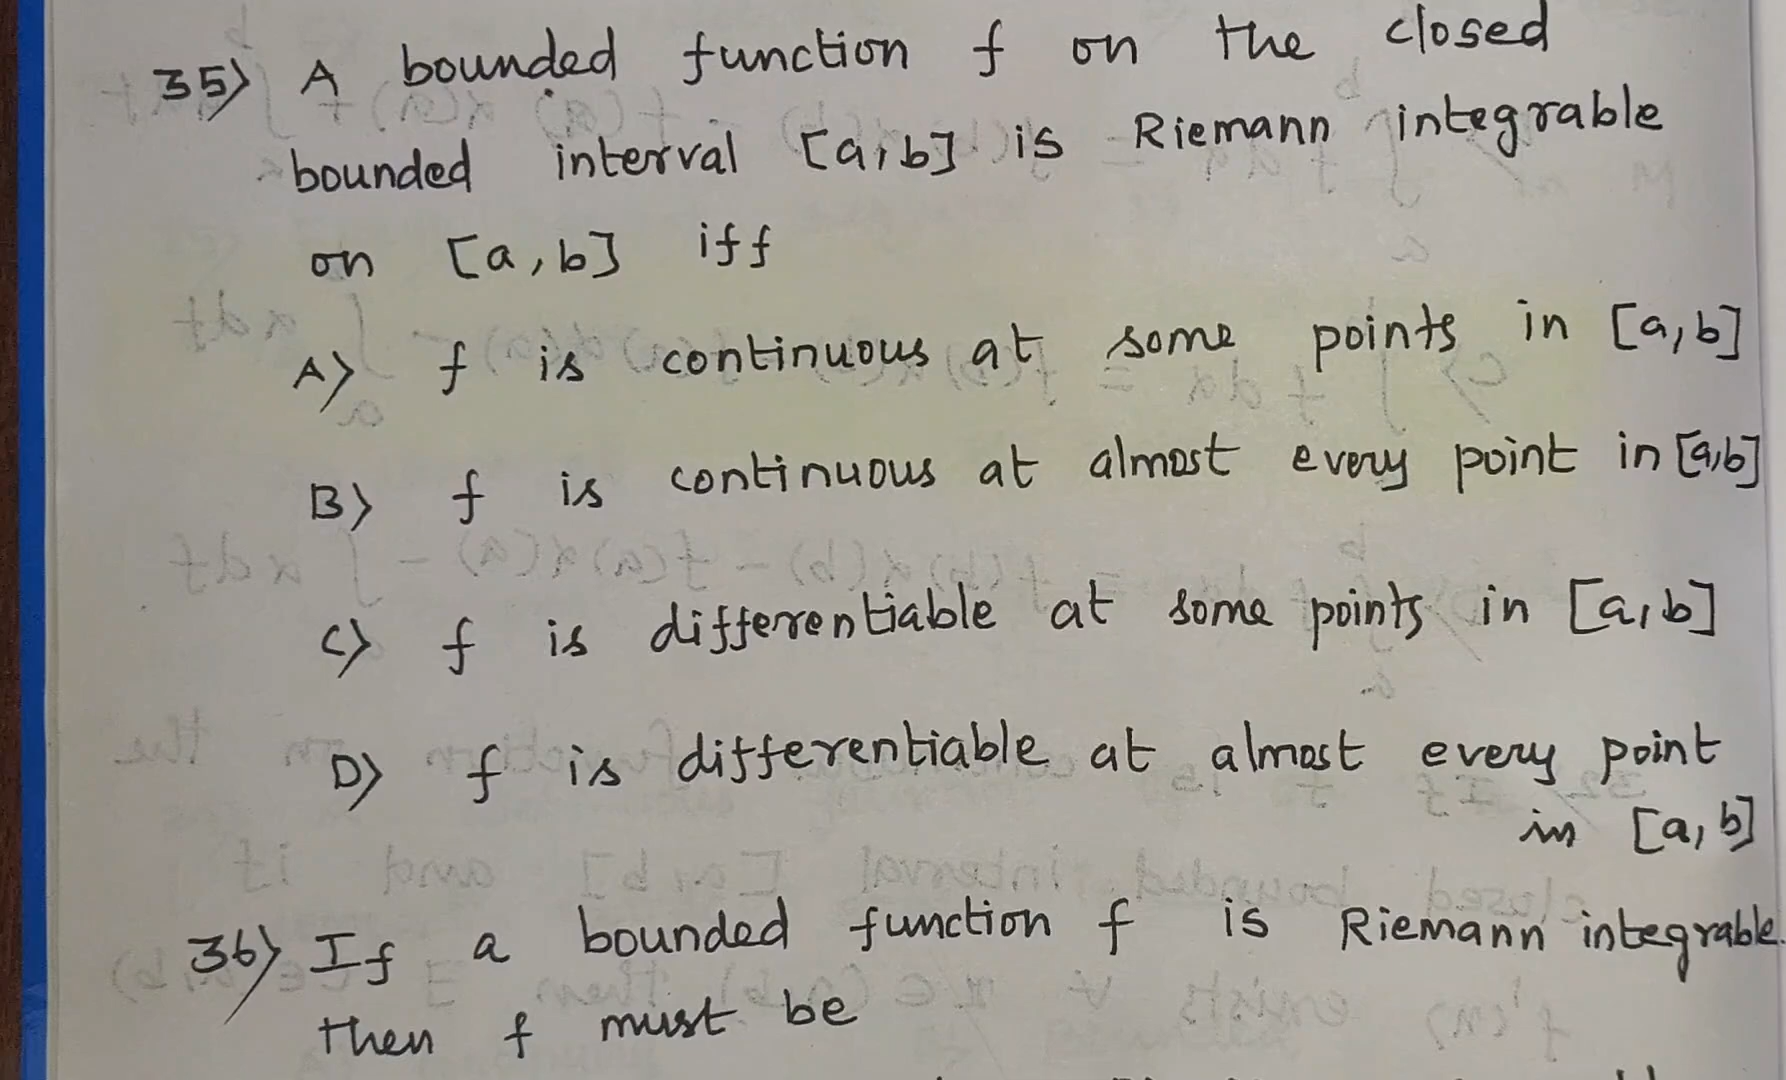 35) A bounded function f on the closed
bounded interval [a,b] is Riemann integrable
on [a,b] iff
A) f is continuous at some points in [a,b]
B) f is continuous at almost every point in [a,b]
C) f is differentiable at some points in [a,b]
D) f is differentiable at almost every point
in [a,b]
36) If a bounded function f is Riemann integrable.
then f must be